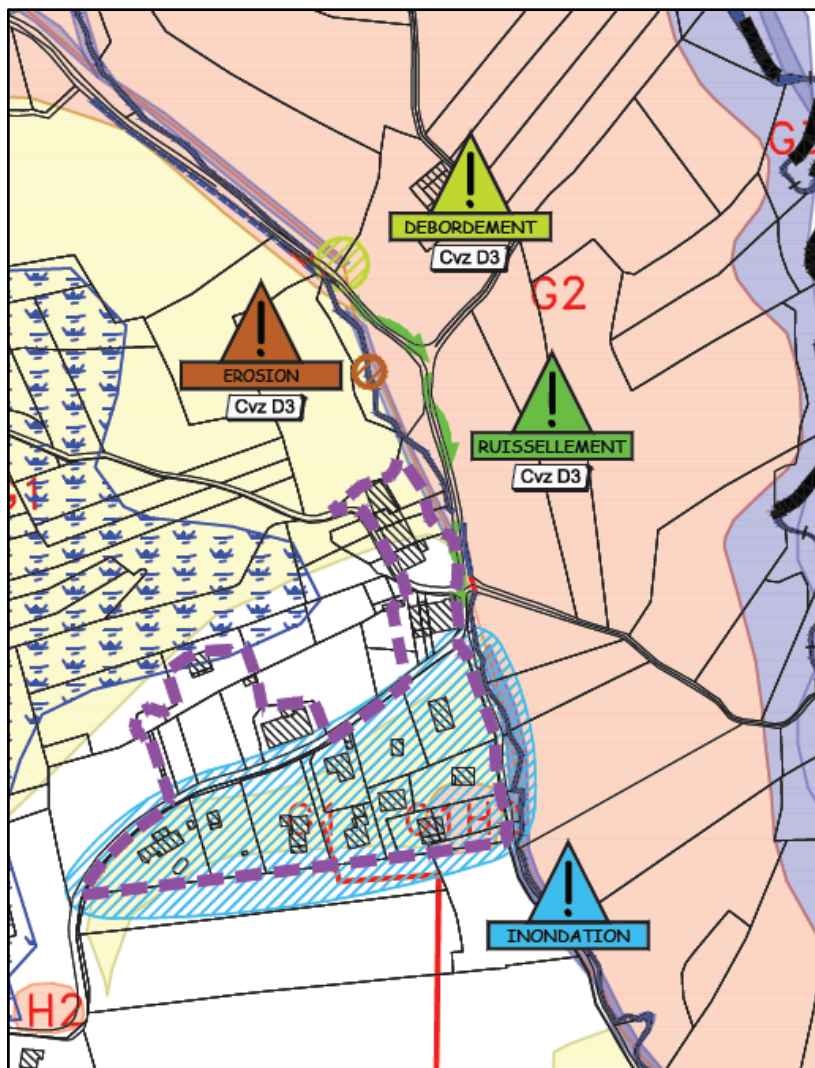 DEBORDEMENT
Cvz D3
G2
EROSION
Cvz D3
RUISSELLEMENT
Cvz D3
H
INONDATION
H2